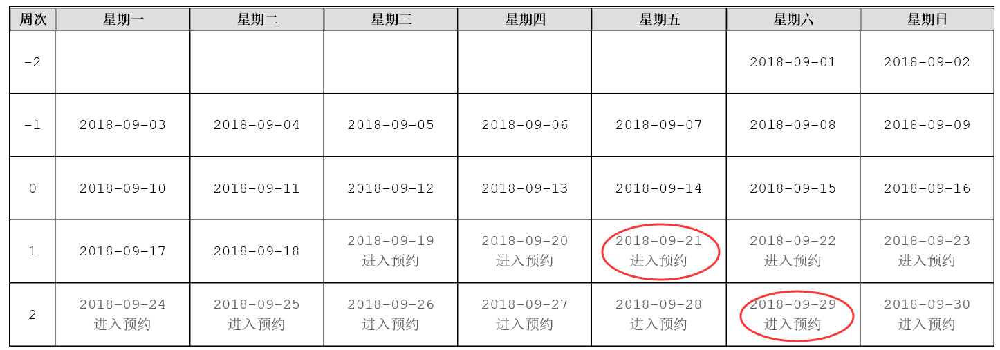 周次 星期一 星期二 星期三 星期四 星期五 星期六 星期日
-2 2018-09-01 2018-09-02
-1 2018-09-03 2018-09-04 2018-09-05 2018-09-06 2018-09-07 2018-09-08 2018-09-09
0 2018-09-10 2018-09-11 2018-09-12 2018-09-13 2018-09-14 2018-09-15 2018-09-16
1 2018-09-17 2018-09-18 2018-09-19 2018-09-20 2018-09-21 2018-09-22 2018-09-23
进入预约 进入预约 进入预约 进入预约 进入预约
2 2018-09-24 2018-09-25 2018-09-26 2018-09-27 2018-09-28 2018-09-29 2018-09-30
进入预约 进入预约 进入预约 进入预约 进入预约 进入预约 进入预约